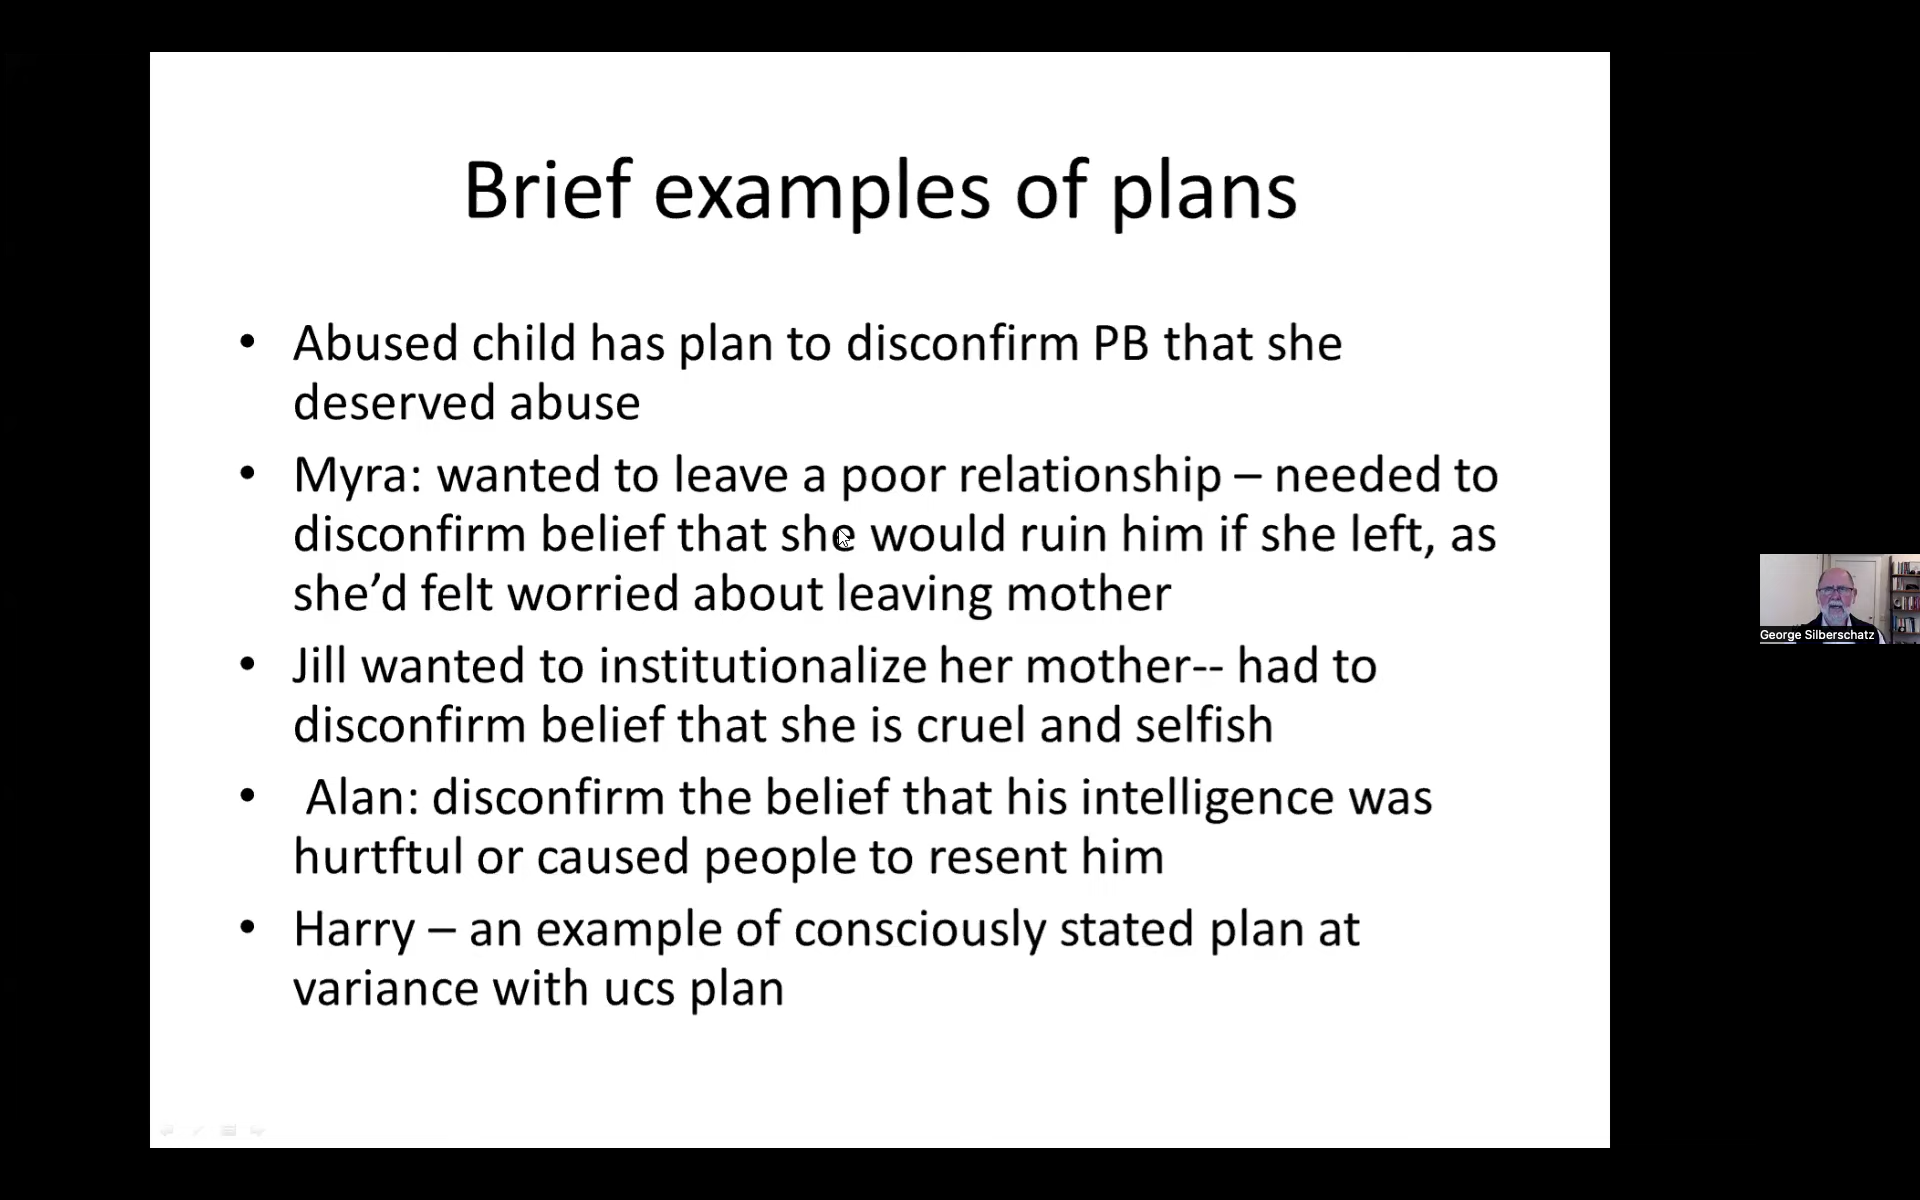 Brief examples of plans
• Abused child has plan to disconfirm PB that she
deserved abuse
• Myra: wanted to leave a poor relationship – needed to
disconfirm belief that she would ruin him if she left, as
she’d felt worried about leaving mother
• Jill wanted to institutionalize her mother-- had to
disconfirm belief that she is cruel and selfish
• Alan: disconfirm the belief that his intelligence was
hurtftul or caused people to resent him
• Harry – an example of consciously stated plan at
variance with ucs plan
George Silberschatz